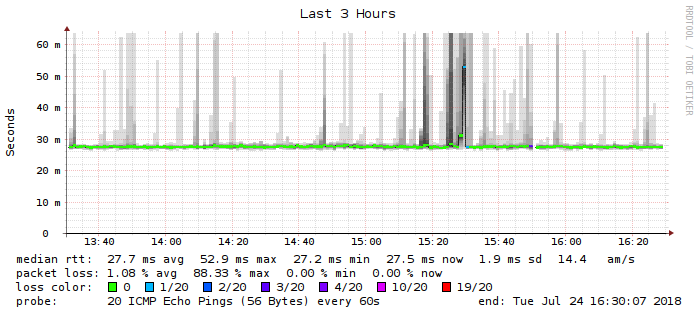 Last 3 Hours
RRDTOOL / TOBI OETIKER
Seconds
60 m
50 m
40 m
30 m
20 m
10 m
0
13:40 14:00 14:20 14:40 15:00 15:20 15:40 16:00 16:20
median rtt: 27.7 ms avg 52.9 ms max 27.2 ms min 27.5 ms now 1.9 ms sd 14.4 am/s
packet loss: 1.08 % avg 88.33 % max 0.00 % min 0.00 % now
loss color: 0 1/20 2/20 3/20 4/20 10/20 19/20
probe: 20 ICMP Echo Pings (56 Bytes) every 60s end: Tue Jul 24 16:30:07 2018